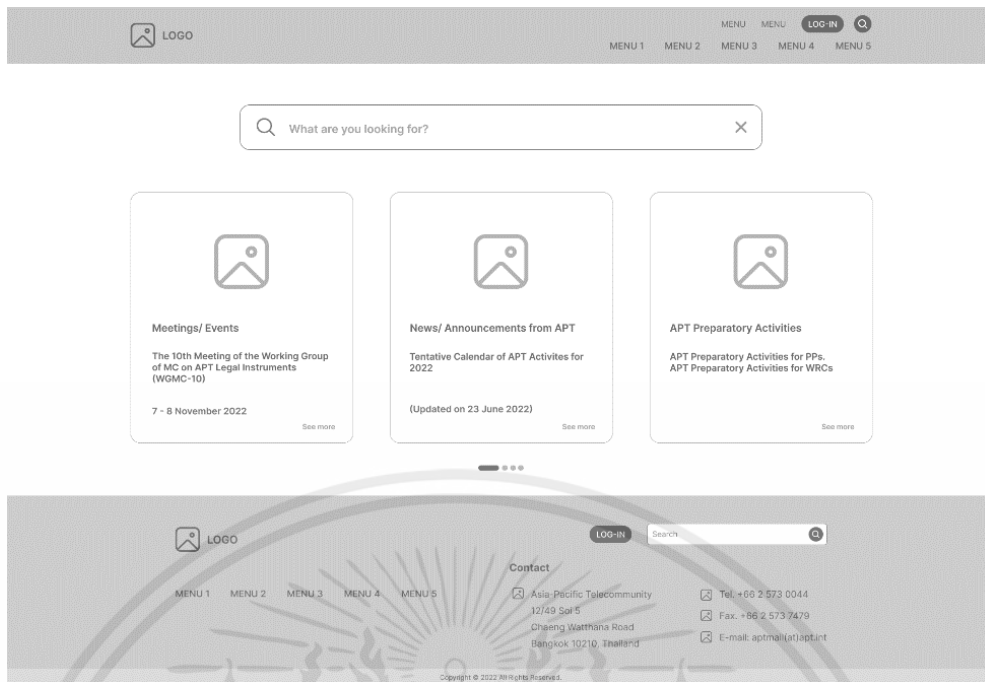 LOGO
MENU MENU LOG-IN
MENU 1 MENU 2 MENU 3 MENU 4 MENU 5
What are you looking for?
Meetings/ Events
The 10th Meeting of the Working Group
of MC on APT Legal Instruments
(WGMC-10)
7 - 8 November 2022
See more
News/ Announcements from APT
Tentative Calendar of APT Activites for
2022
(Updated on 23 June 2022)
See more
APT Preparatory Activities
APT Preparatory Activities for PPs.
APT Preparatory Activities for WRCs
See more
LOGO
LOG-IN
Search
MENU 1 MENU 2 MENU 3 MENU 4 MENU 5
Contact
Asia-Pacific Telecommunity
12/49 Soi 5
Chaeng Watthana Road
Bangkok 10210, Thailand
Tel. +66 2 573 0044
Fax. +66 2 573 7479
E-mail: aptmail(at)apt.int
Copyright © 2022 All Rights Reserved.